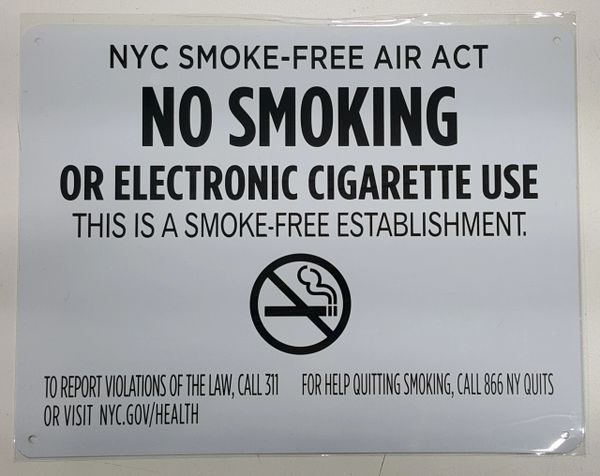 NYC SMOKE-FREE AIR ACT
NO SMOKING
OR ELECTRONIC CIGARETTE USE
THIS IS A SMOKE-FREE ESTABLISHMENT.
TO REPORT VIOLATIONS OF THE LAW, CALL 311
OR VISIT NYC.GOV/HEALTH
FOR HELP QUITTING SMOKING, CALL 866 NY QUITS